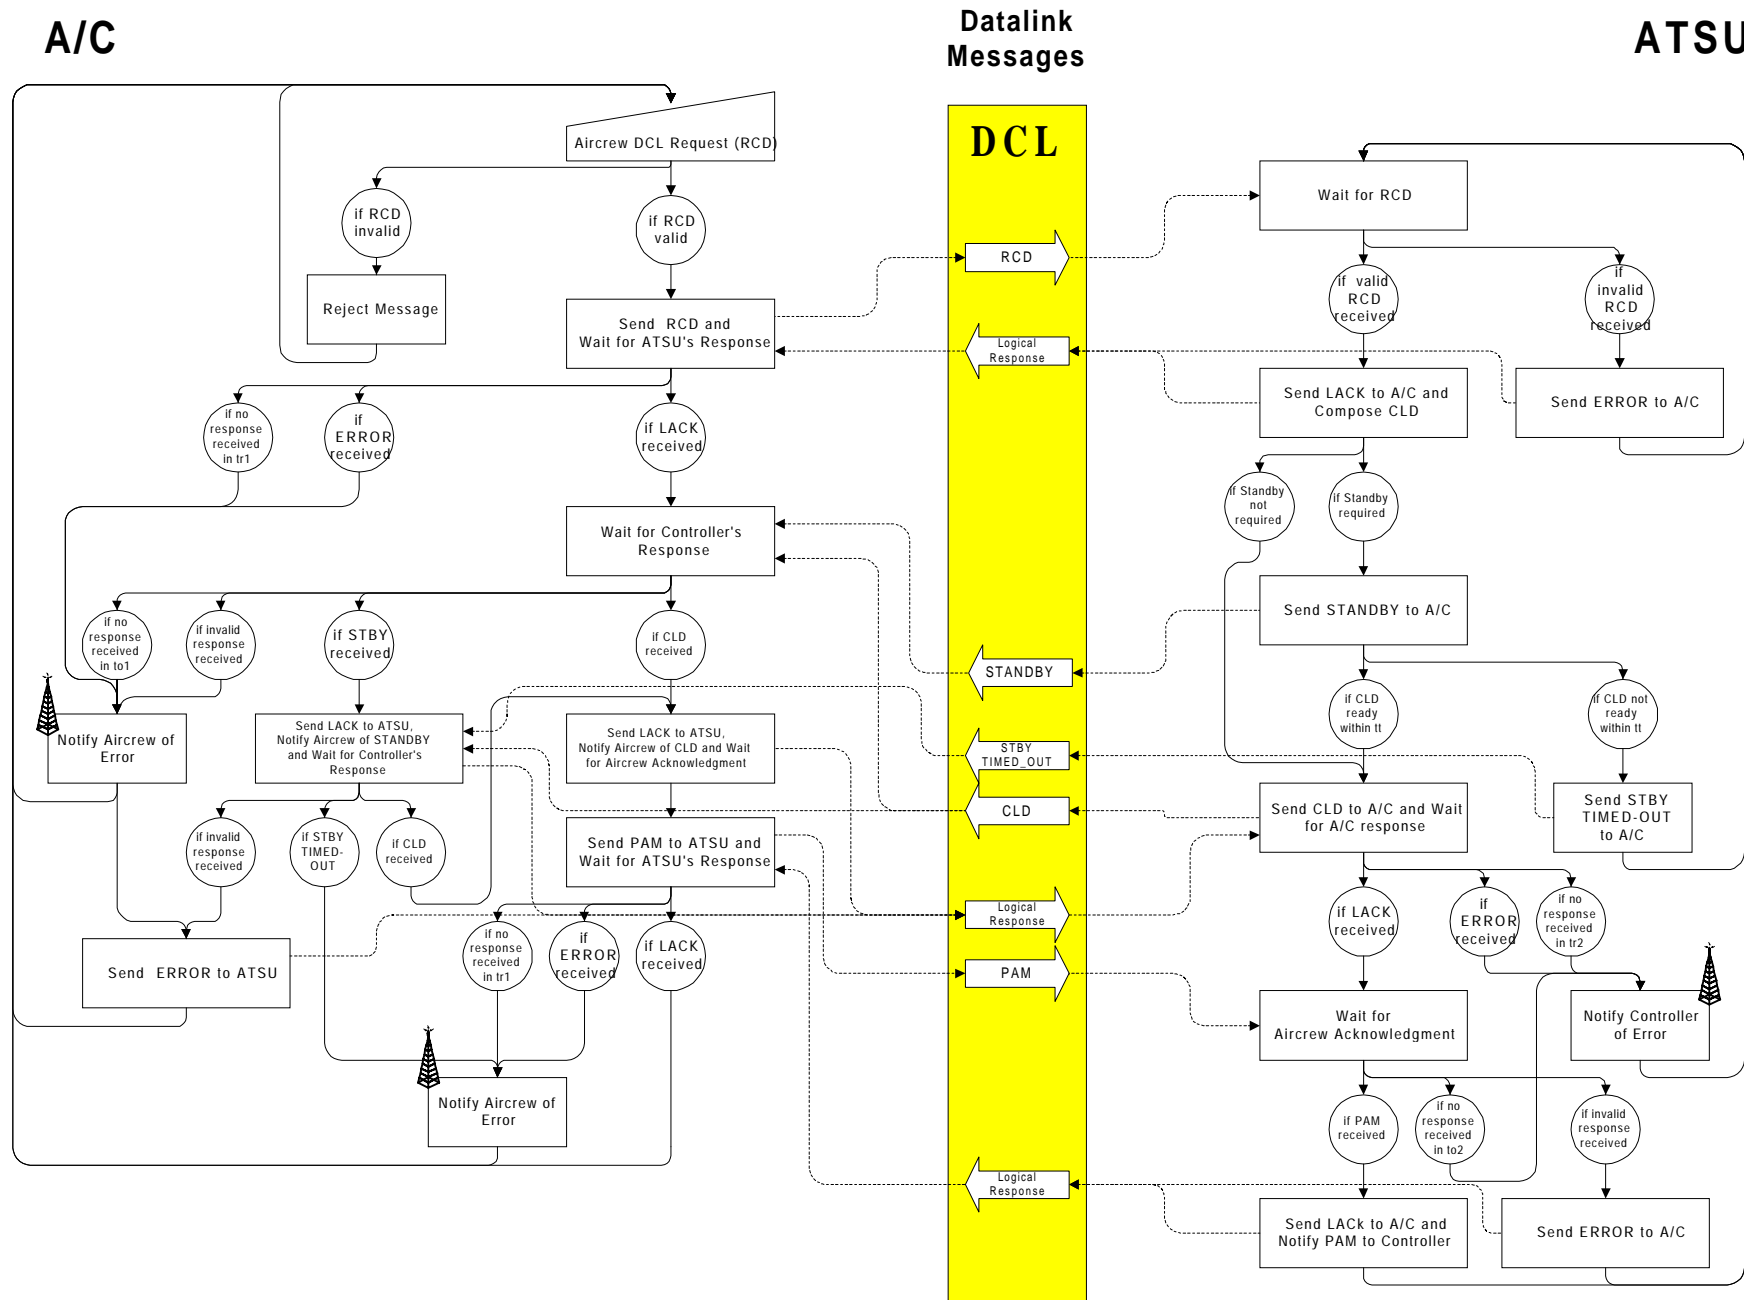 A/C
Datalink
Messages
ATSU
DCL
Aircrew DCL Request (RCD)
if RCD
invalid
if RCD
valid
Reject Message
Send RCD and
Wait for ATSU's Response
if no
response
received
in tr1
if
ERROR
received
if LACK
received
Wait for Controller's
Response
if no
response
received
in to1
if invalid
response
received
if STBY
received
if CLD
received
Notify Aircrew of
Error
Send LACK to ATSU,
Notify Aircrew of STANDBY
and Wait for Controller's
Response
Send LACK to ATSU,
Notify Aircrew of CLD and Wait
for Aircrew Acknowledgment
if invalid
response
received
if STBY
TIMED-
OUT
if CLD
received
Send PAM to ATSU and
Wait for ATSU's Response
Send ERROR to ATSU
if no
response
received
in tr1
if
ERROR
received
if LACK
received
Notify Aircrew of
Error
RCD
Logical
Response
STANDBY
STBY
TIMED_OUT
CLD
Logical
Response
PAM
Logical
Response
Wait for RCD
if valid
RCD
received
if
invalid
RCD
received
Send LACK to A/C and
Compose CLD
Send ERROR to A/C
if Standby
not
required
if Standby
required
Send STANDBY to A/C
if CLD
ready
within tt
if CLD not
ready
within tt
Send CLD to A/C and Wait
for A/C response
Send STBY
TIMED-OUT
to A/C
if LACK
received
if
ERROR
received
if no
response
received
in tr2
Wait for
Aircrew Acknowledgment
Notify Controller
of Error
if PAM
received
if no
response
received
in to2
if invalid
response
received
Send LACk to A/C and
Notify PAM to Controller
Send ERROR to A/C